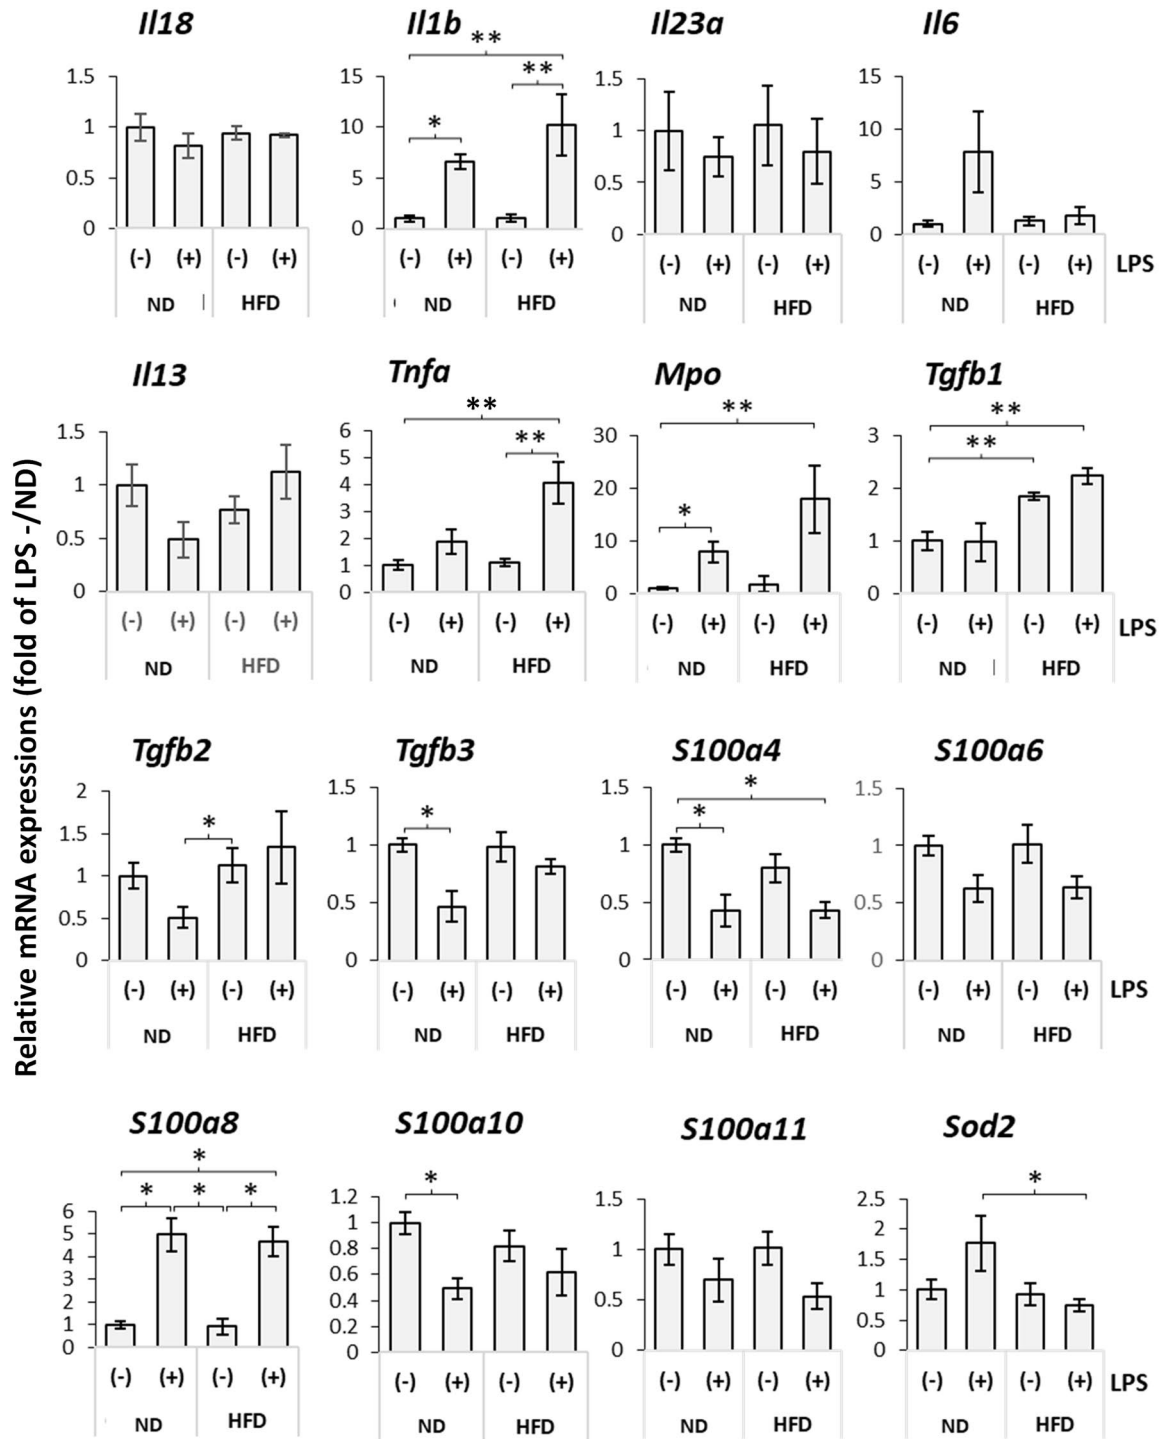 Il18 Il1b Il23a Il6
** **
*
1.5 15 1.5 15
1 10 1 10
0.5 5 0.5 5
0 0 0 0
(-) (+) (-) (+) (-) (+) (-) (+) (-) (+) (-) (+) (-) (+) (-) (+) LPS
ND HFD ND HFD ND HFD ND HFD
Il13 Tnfa Mpo Tgfb1
** ** ** ** ** *
1.5 6 30 3
5
1 4 20 2
3
0.5 2 10 1
1
0 0 0 0
(-) (+) (-) (+) (-) (+) (-) (+) (-) (+) (-) (+) (-) (+) (-) (+) LPS
ND HFD ND HFD ND HFD ND HFD
Relative mRNA expressions (fold of LPS -/ND)
Tgfb2 Tgfb3 S100a4 S100a6
* * * *
2 1.5 1.5 1.5
1.5
1 1 1 1
0.5 0.5 0.5 0.5
0 0 0 0
(-) (+) (-) (+) (-) (+) (-) (+) (-) (+) (-) (+) (-) (+) (-) (+) LPS
ND HFD ND HFD ND HFD ND HFD
S100a8 S100a10 S100a11 Sod2
*
* * * * *
6 1.2 1.5 2.5
5 1 2
4 0.8 1 1.5
3 0.6
2 0.4 0.5 1
1 0.2 0.5
0 0 0 0
(-) (+) (-) (+) (-) (+) (-) (+) (-) (+) (-) (+) (-) (+) (-) (+) LPS
ND HFD ND HFD ND HFD ND HFD